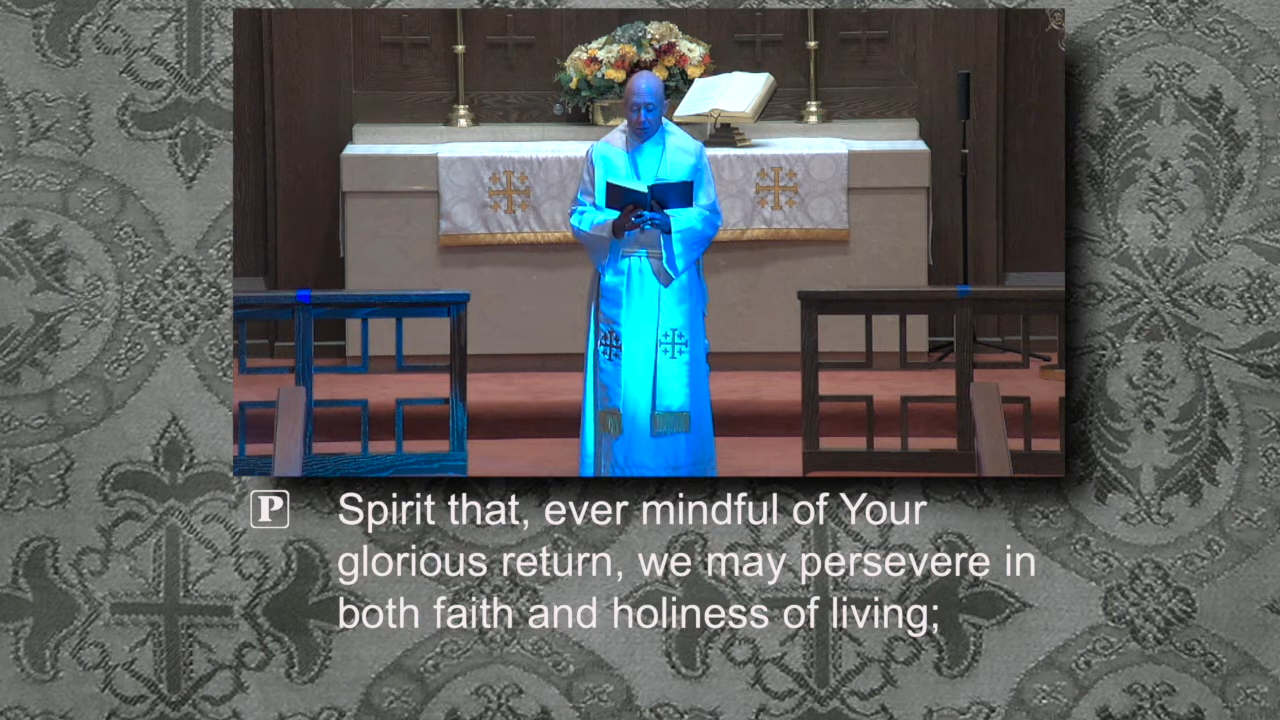 P Spirit that, ever mindful of Your
glorious return, we may persevere in
both faith and holiness of living;